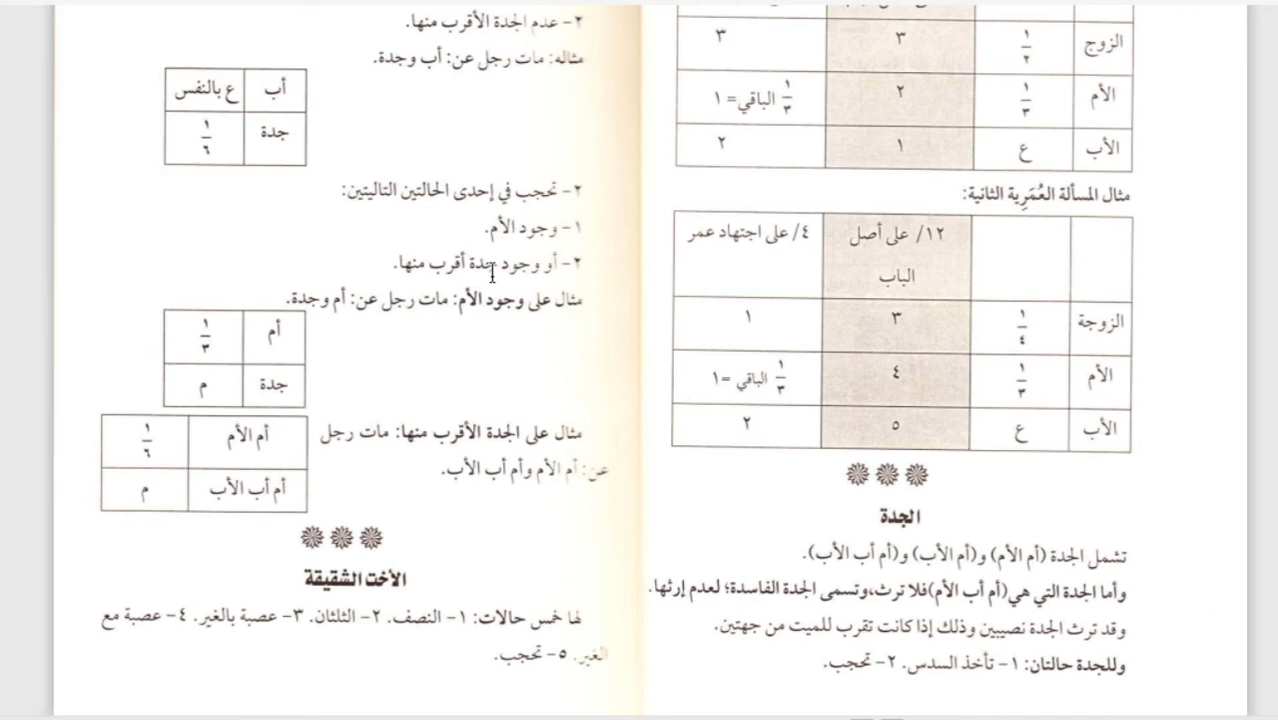 الزوج ١/٢ ٣ ٣
الأم ١/٣ ٢ ١/٣ الباقي= ١
الأب ع ١ ٢
مثال المسألة العُمَرِية الثانية:
١٢/ على أصل الباب ٤/ على اجتهاد عمر
الزوجة ١/٤ ٣ ١
الأم ١/٣ ٤ ١/٣ الباقي =١
الأب ع ٥ ٢
الجدة
تشمل الجدة (أم الأم) و(أم الأب) و(أم أب الأب).
وأما الجدة التي هي(أم أب الأم)فلا ترث،وتسمى الجدة الفاسدة؛ لعدم إرثها.
وقد ترث الجدة نصيبين وذلك إذا كانت تقرب للميت من جهتين.
وللجدة حالتان: ١- تأخذ السدس. ٢- تحجب.
٢- عدم الجدة الأقرب منها.
مثاله: مات رجل عن: أب وجدة.
أب ع بالنفس
جدة ١/٦
٢- تحجب في إحدى الحالتين التاليتين:
١- وجود الأم.
٢- أو وجود جدة أقرب منها.
مثال على وجود الأم: مات رجل عن: أم وجدة.
أم ١/٣
جدة م
مثال على الجدة الأقرب منها: مات رجل
عن: أم الأم وأم أب الأب.
أم الأم ١/٦
أم أب الأب م
الأخت الشقيقة
لها خمس حالات: ١- النصف. ٢- الثلثان. ٣- عصبة بالغير. ٤- عصبة مع
الغير. ٥- تحجب.